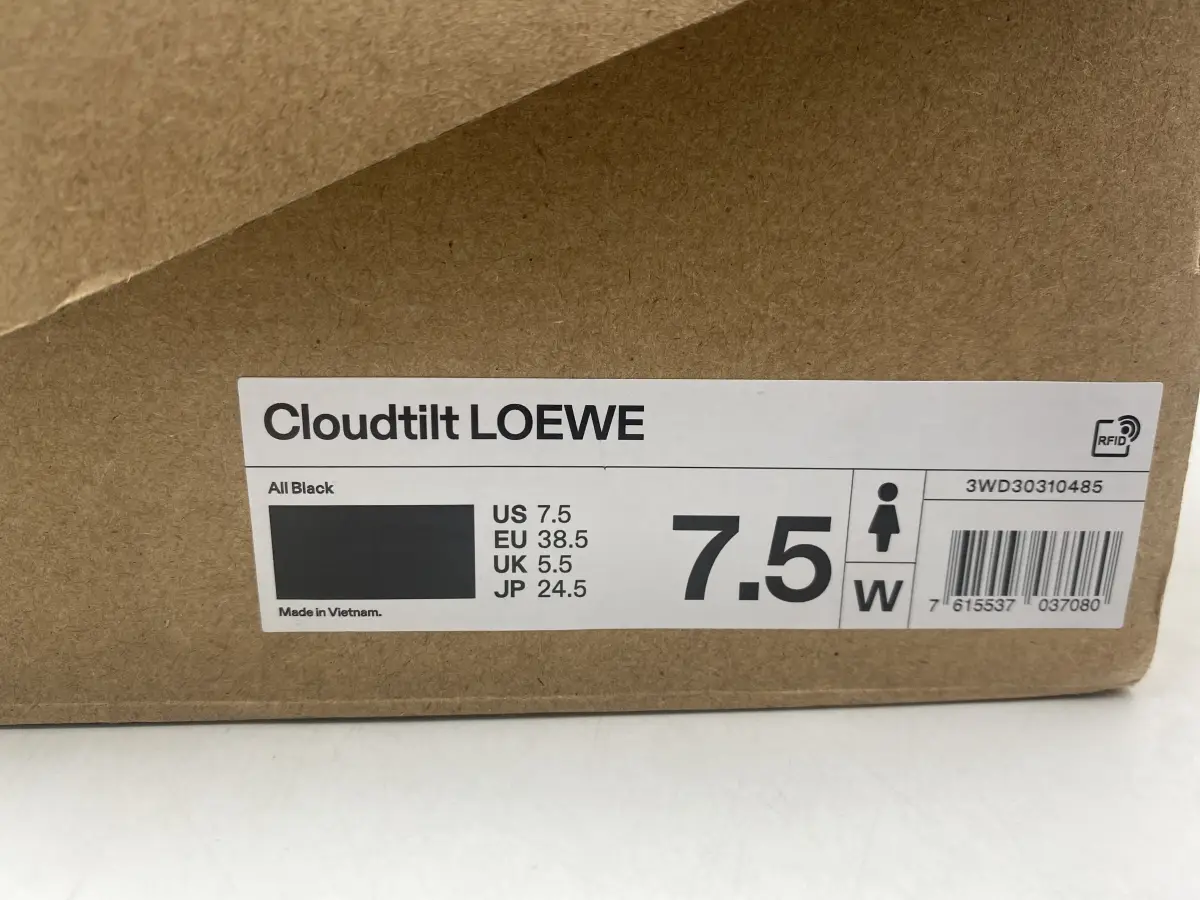 Cloudtilt LOEWE
RFID
All Black
US 7.5
EU 38.5
UK 5.5
JP 24.5
Made in Vietnam.
7.5
W
3WD30310485
7 615537 037080